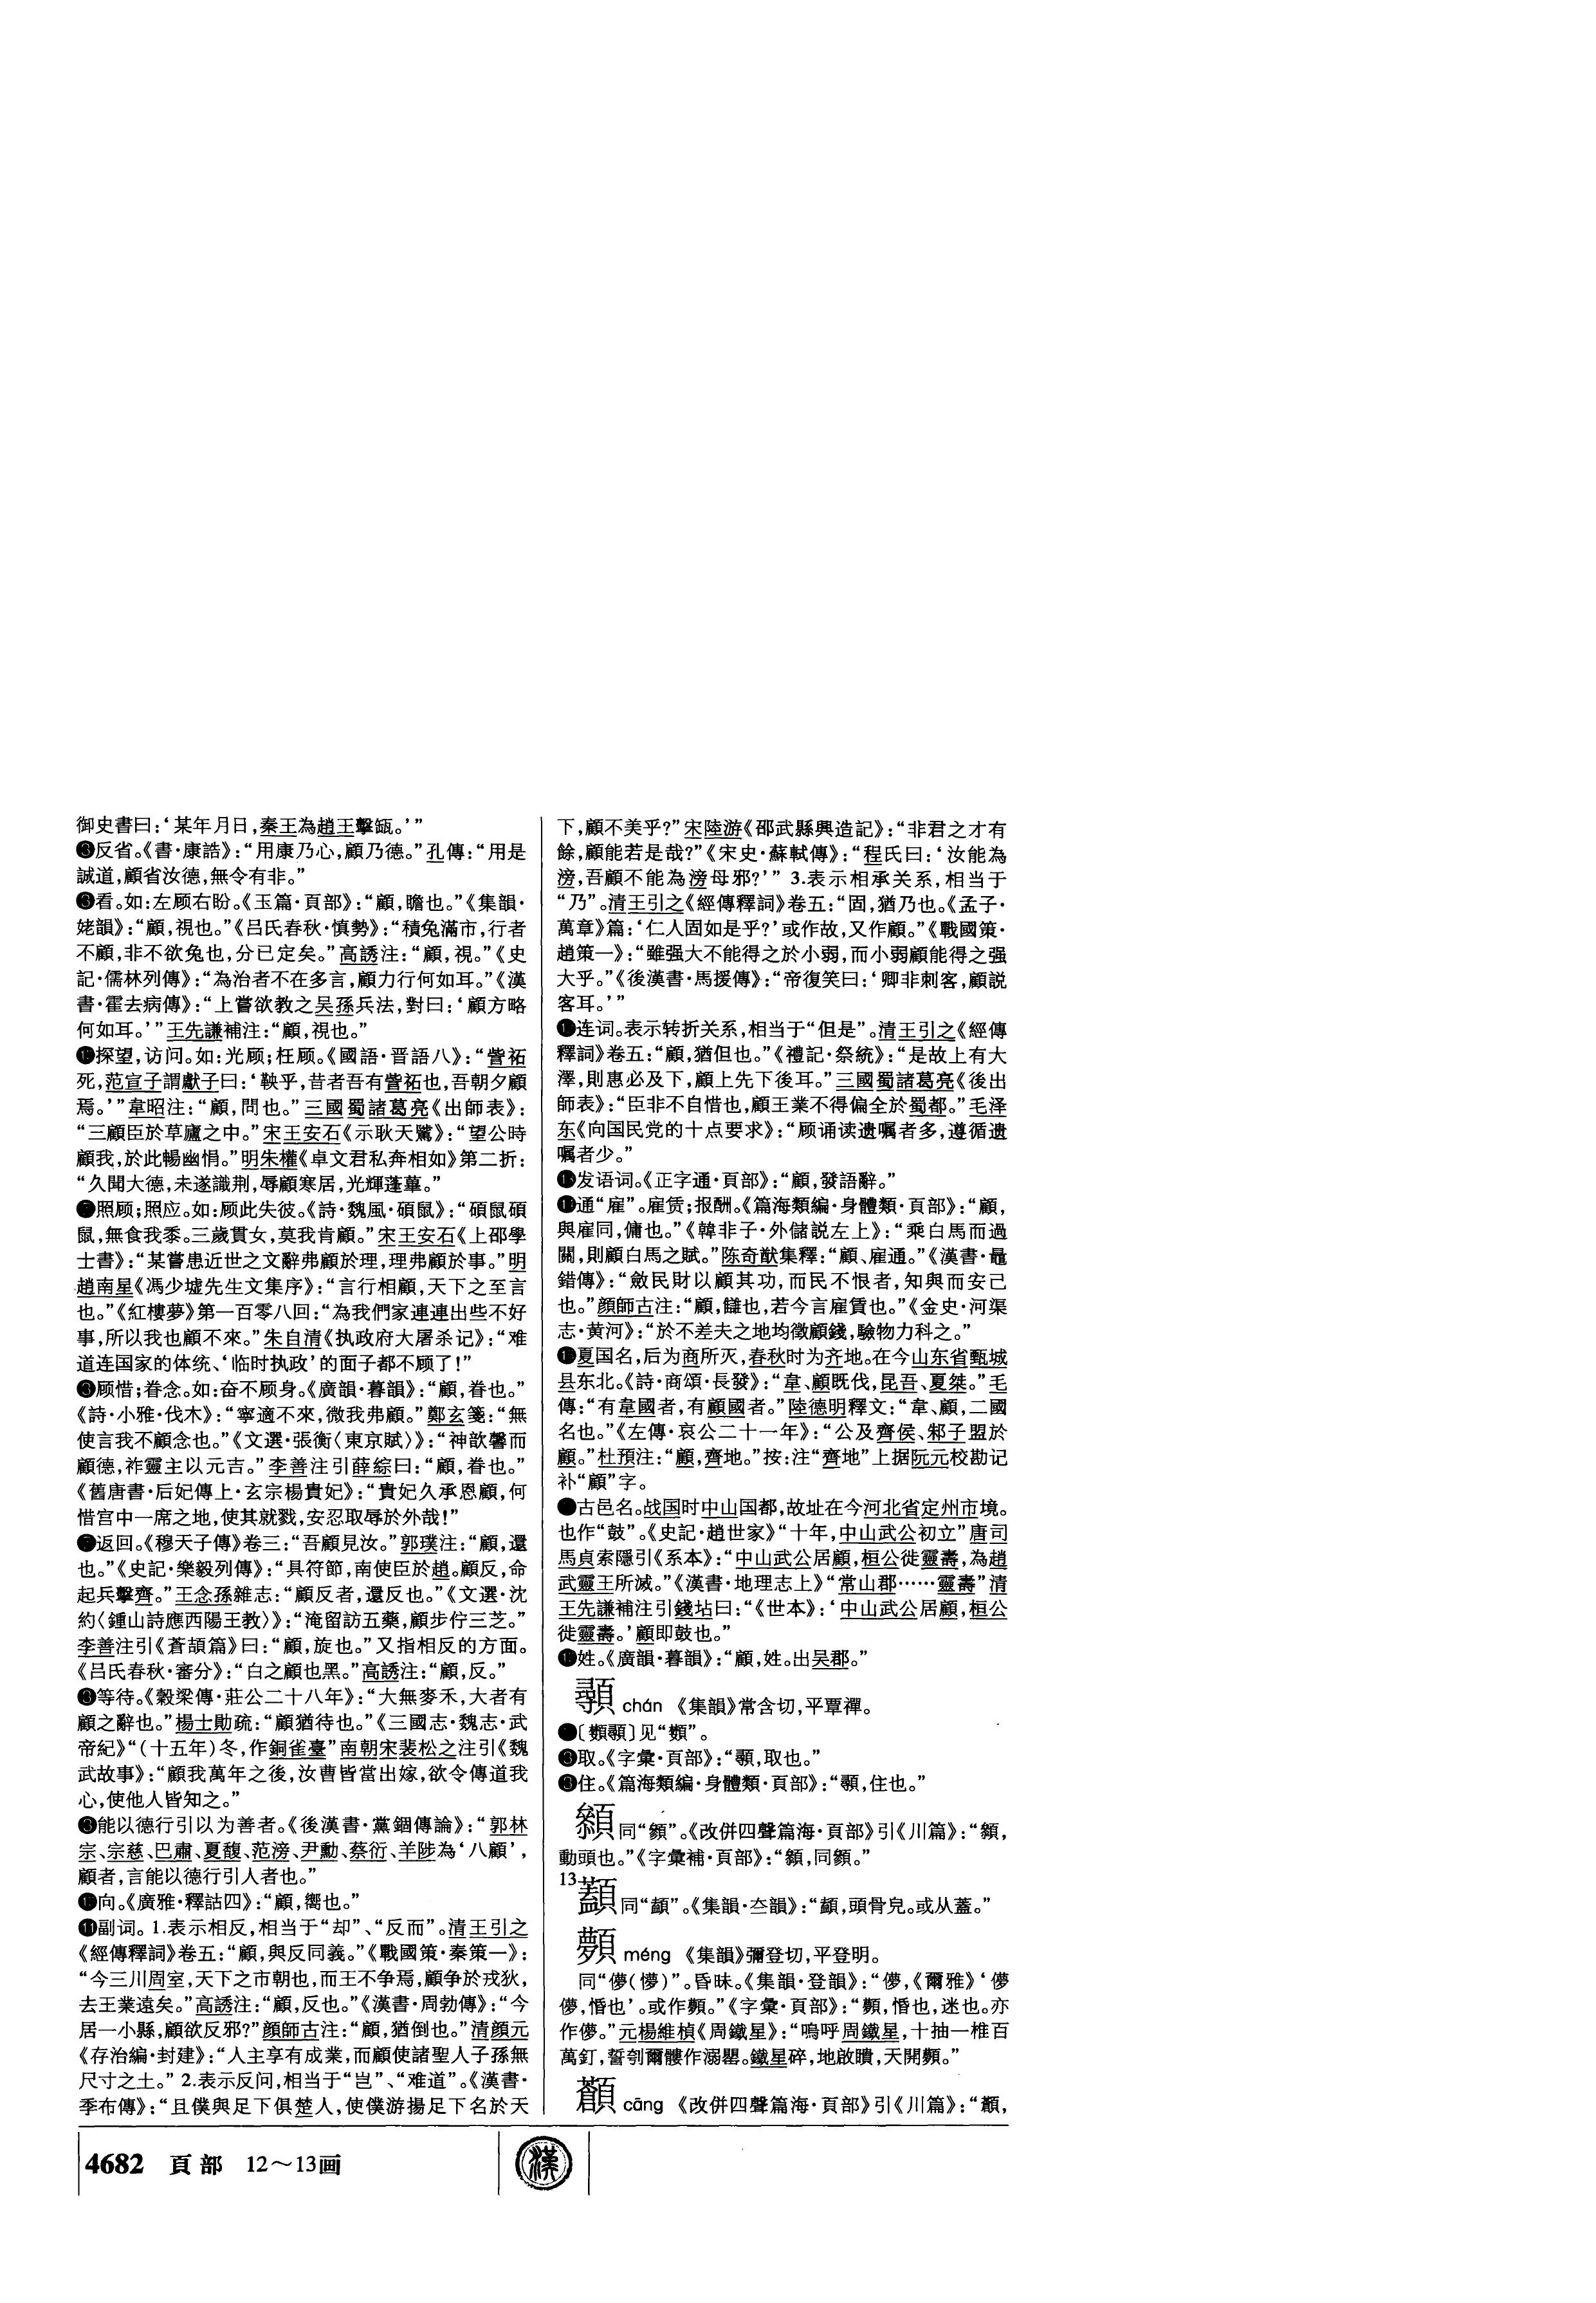 御史書曰：‘某年月日，秦王為趙王擊缻。’”
❸反省。《書·康誥》：“用康乃心，顧乃德。”孔傳：“用是
誠道，顧省汝德，無令有非。”
❸看。如：左顾右盼。《玉篇·頁部》：“顧，瞻也。”《集韻·
姥韻》：“顧，視也。”《吕氏春秋·慎勢》：“積兔滿市，行者
不顧，非不欲兔也，分已定矣。”高誘注：“顧，視。”《史
記·儒林列傳》：“為治者不在多言，顧力行何如耳。”《漢
書·霍去病傳》：“上嘗欲教之吴孫兵法，對曰：‘顧方略
何如耳。’”王先謙補注：“顧，視也。”
探望，访问。如：光顾；枉顾。《國語·晋語八》：“訾祏
死，范宣子謂獻子曰：‘鞅乎，昔者吾有訾祏也，吾朝夕顧
焉。’”韋昭注：“顧，問也。”三國蜀諸葛亮《出師表》：
“三顧臣於草廬之中。”宋王安石《示耿天騭》：“望公時
顧我，於此暢幽悁。”明朱權《卓文君私奔相如》第二折：
“久聞大德，未遂識荆，辱顧寒居，光輝蓬蓽。”
照顾；照应。如：顾此失彼。《詩·魏風·碩鼠》：“碩鼠碩
鼠，無食我黍。三歲貫女，莫我肯顧。”宋王安石《上邵學
士書》：“某嘗患近世之文辭弗顧於理，理弗顧於事。”明
趙南星《馮少墟先生文集序》：“言行相顧，天下之至言
也。”《紅樓夢》第一百零八回：“為我們家連連出些不好
事，所以我也顧不來。”朱自清《执政府大屠杀记》：“难
道连国家的体统、‘临时执政’的面子都不顾了！”
❸顾惜；眷念。如：奋不顾身。《廣韻·暮韻》：“顧，眷也。”
《詩·小雅·伐木》：“寧適不來，微我弗顧。”鄭玄箋：“無
使言我不顧念也。”《文選·張衡〈東京賦〉》：“神歆馨而
顧德，祚靈主以元吉。”李善注引薛綜曰：“顧，眷也。”
《舊唐書·后妃傳上·玄宗楊貴妃》：“貴妃久承恩顧，何
惜宫中一席之地，使其就戮，安忍取辱於外哉！”
返回。《穆天子傳》卷三：“吾顧見汝。”郭璞注：“顧，還
也。”《史記·樂毅列傳》：“具符節，南使臣於趙。顧反，命
起兵擊齊。”王念孫雜志：“顧反者，還反也。”《文選·沈
約〈鍾山詩應西陽王教〉》：“淹留訪五藥，顧步佇三芝。”
李善注引《蒼頡篇》曰：“顧，旋也。”又指相反的方面。
《吕氏春秋·審分》：“白之顧也黑。”高誘注：“顧，反。”
❸等待。《穀梁傳·莊公二十八年》：“大無麥禾，大者有
顧之辭也。”楊士勛疏：“顧猶待也。”《三國志·魏志·武
帝紀》“（十五年）冬，作銅雀臺”南朝宋裴松之注引《魏
武故事》：“顧我萬年之後，汝曹皆當出嫁，欲令傳道我
心，使他人皆知之。”
❸能以德行引以为善者。《後漢書·黨錮傳論》：“郭林
宗、宗慈、巴肅、夏馥、范滂、尹勳、蔡衍、羊陟為‘八顧’，
顧者，言能以德行引人者也。”
向。《廣雅·釋詁四》：“顧，嚮也。”
⓫副词。1.表示相反，相当于“却”、“反而”。清王引之
《經傳釋詞》卷五：“顧，與反同義。”《戰國策·秦策一》：
“今三川周室，天下之市朝也，而王不争焉，顧争於戎狄，
去王業遠矣。”高誘注：“顧，反也。”《漢書·周勃傳》：“今
居一小縣，顧欲反邪？”顔師古注：“顧，猶倒也。”清顔元
《存治編·封建》：“人主享有成業，而顧使諸聖人子孫無
尺寸之土。”2.表示反问，相当于“岂”、“难道”。《漢書·
季布傳》：“且僕與足下俱楚人，使僕游揚足下名於天
下，顧不美乎？”宋陸游《邵武縣興造記》：“非君之才有
餘，顧能若是哉？”《宋史·蘇軾傳》：“程氏曰：‘汝能為
滂，吾顧不能為滂母邪？’”3.表示相承关系，相当于
“乃”。清王引之《經傳釋詞》卷五：“固，猶乃也。《孟子·
萬章》篇：‘仁人固如是乎？’或作故，又作顧。”《戰國策·
趙策一》：“雖强大不能得之於小弱，而小弱顧能得之强
大乎。”《後漢書·馬援傳》：“帝復笑曰：‘卿非刺客，顧説
客耳。’”
连词。表示转折关系，相当于“但是”。清王引之《經傳
釋詞》卷五：“顧，猶但也。”《禮記·祭統》：“是故上有大
澤，則惠必及下，顧上先下後耳。”三國蜀諸葛亮《後出
師表》：“臣非不自惜也，顧王業不得偏全於蜀都。”毛泽
东《向国民党的十点要求》：“顾诵读遗嘱者多，遵循遗
嘱者少。”
发语词。《正字通·頁部》：“顧，發語辭。”
通“雇”。雇赁；报酬。《篇海類編·身體類·頁部》：“顧，
與雇同，傭也。”《韓非子·外儲説左上》：“乘白馬而過
關，則顧白馬之賦。”陈奇猷集釋：“顧、雇通。”《漢書·鼂
錯傳》：“斂民財以顧其功，而民不恨者，知與而安己
也。”顔師古注：“顧，讎也，若今言雇賃也。”《金史·河渠
志·黄河》：“於不差夫之地均徵顧錢，驗物力科之。”
夏国名，后为商所灭，春秋时为齐地。在今山东省甄城
县东北。《詩·商頌·長發》：“韋、顧既伐，昆吾、夏桀。”毛
傳：“有韋國者，有顧國者。”陸德明釋文：“韋、顧，二國
名也。”《左傳·哀公二十一年》：“公及齊侯、邾子盟於
顧。”杜預注：“顧，齊地。”按：注“齊地”上据阮元校勘记
补“顧”字。
古邑名。战国时中山国都，故址在今河北省定州市境。
也作“鼓”。《史記·趙世家》“十年，中山武公初立”唐司
馬貞索隱引《系本》：“中山武公居顧，桓公徙靈壽，為趙
武靈王所滅。”《漢書·地理志上》“常山郡……靈壽”清
王先謙補注引錢坫曰：“《世本》：‘中山武公居顧，桓公
徙靈壽。’顧即鼓也。”
姓。《廣韻·暮韻》：“顧，姓。出吴郡。”
chán 《集韻》常含切，平覃禪。
〔〕见“”。
❸取。《字彙·頁部》：“，取也。”
❸住。《篇海類編·身體類·頁部》：“，住也。”
同“”。《改併四聲篇海·頁部》引《川篇》：“，
動頭也。”《字彙補·頁部》：“，同。”
13 同“顤”。《集韻·韻》：“，頭骨皃。或从蓋。”
méng 《集韻》彌登切，平登明。
同“儚（懜）”。昏昧。《集韻·登韻》：“儚，《爾雅》‘儚
儚，惽也’。或作。”《字彙·頁部》：“，惽也，迷也。亦
作儚。”元楊維楨《周鐵星》：“嗚呼周鐵星，十抽一椎百
萬釘，誓刳爾髏作溺罌。鐵星碎，地啟瞶，天開。”
cāng 《改併四聲篇海·頁部》引《川篇》：“，
4682 頁部 12～13画
漢